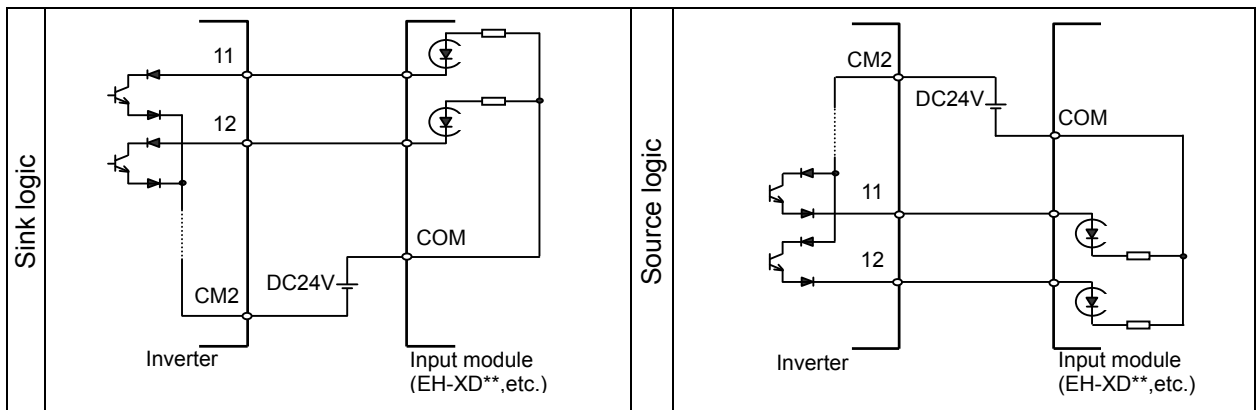 Sink logic
11
12
COM
DC24V
CM2
Inverter
Input module
(EH-XD**,etc.)
Source logic
CM2
DC24V
COM
11
12
Inverter
Input module
(EH-XD**,etc.)